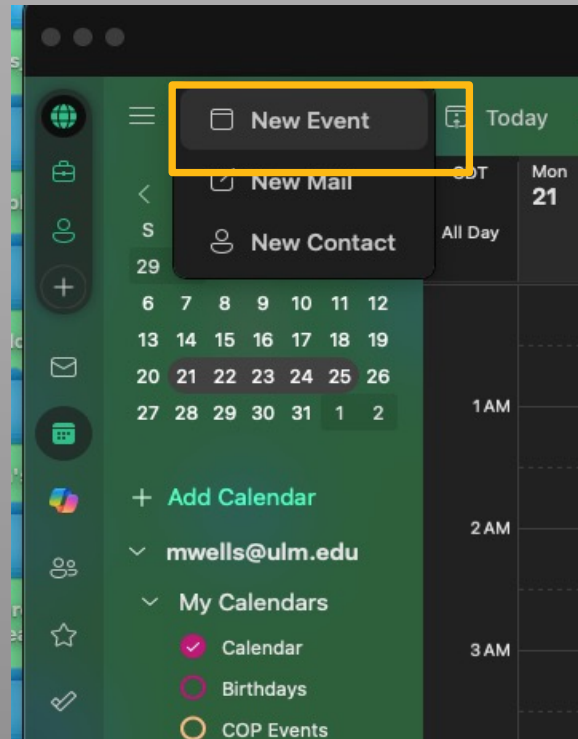 New Event
Today
New Mail
New Contact
Mon
21
All Day
S
29
6 7 8 9 10 11 12
13 14 15 16 17 18 19
20 21 22 23 24 25 26
27 28 29 30 31 1 2
1 AM
+ Add Calendar
2 AM
mwells@ulm.edu
My Calendars
Calendar
3 AM
Birthdays
COP Events